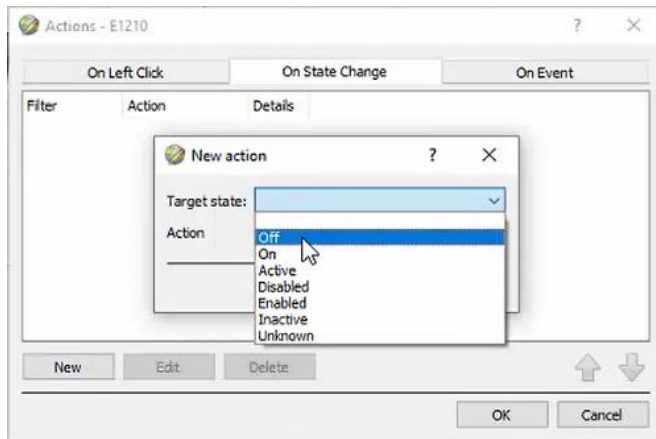 Actions - E1210 ? ×
On Left Click On State Change On Event
Filter Action Details
New action ? ×
Target state:
Action
Off
On
Active
Disabled
Enabled
Inactive
Unknown
New Edit Delete
OK Cancel